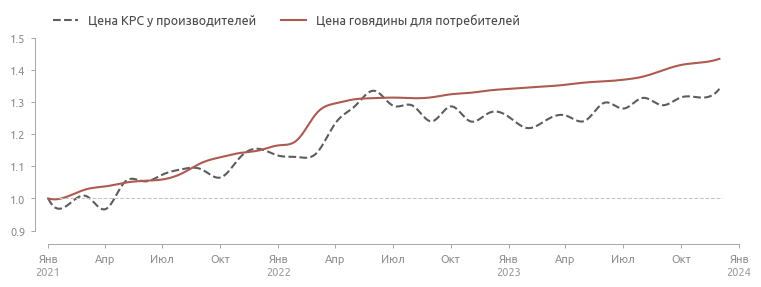 Цена КРС у производителей
Цена говядины для потребителей
1.5
1.4
1.3
1.2
1.1
1.0
0.9
Янв Апр Июл Окт Янв Апр Июл Окт Янв Апр Июл Окт Янв
2021 2022 2023 2024